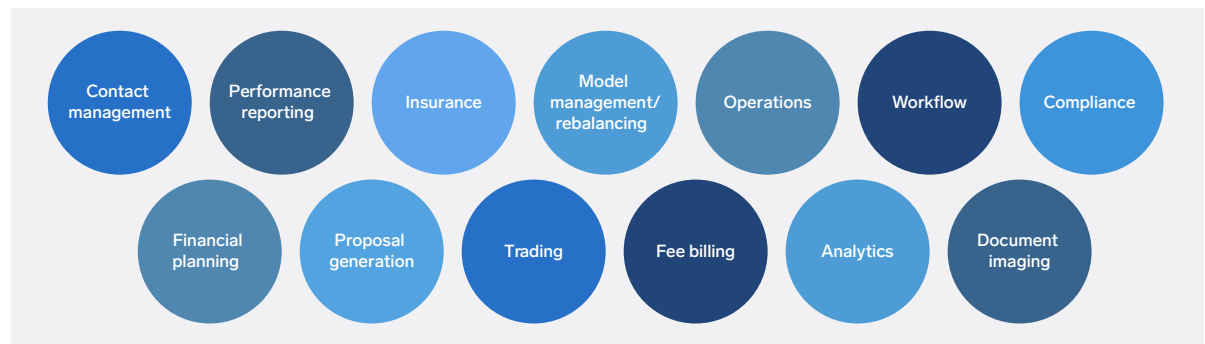 Contact
management
Performance
reporting
Insurance
Model
management/
rebalancing
Operations
Workflow
Compliance
Financial
planning
Proposal
generation
Trading
Fee billing
Analytics
Document
imaging